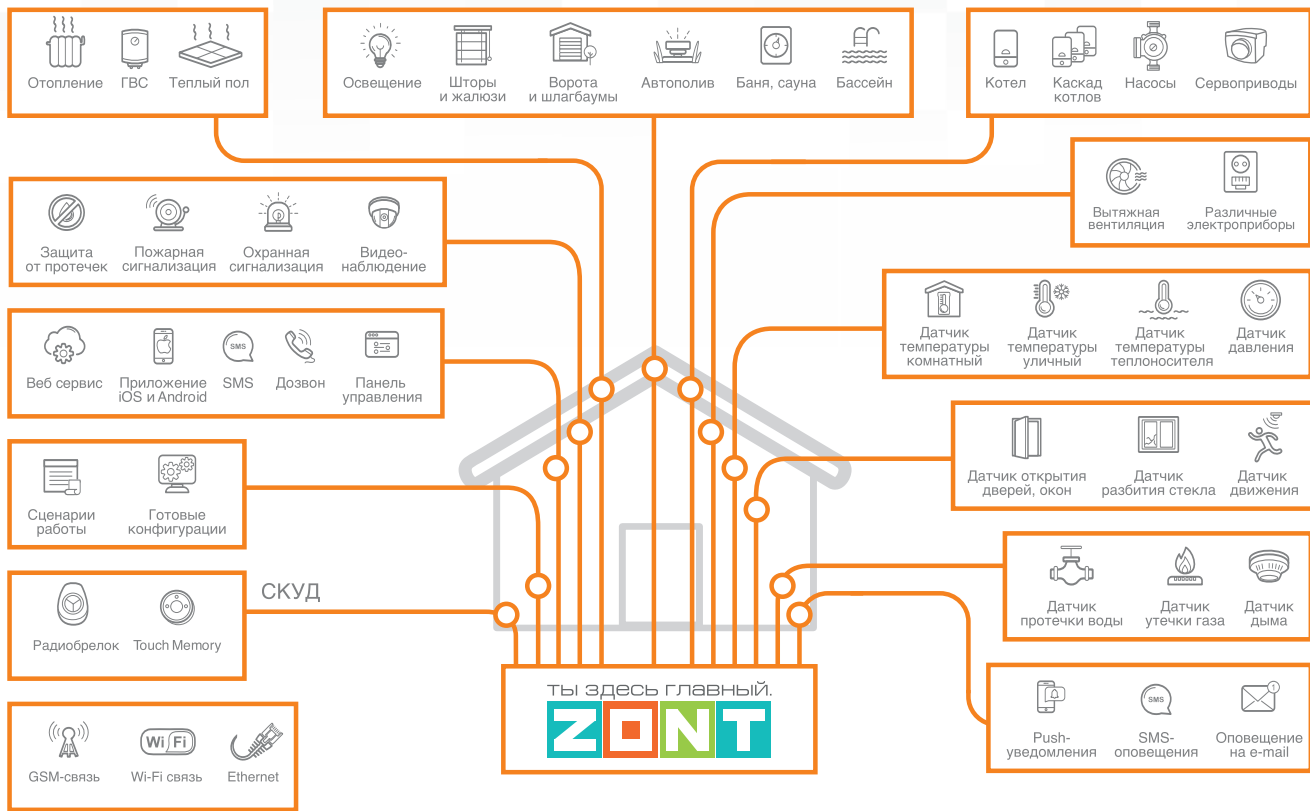 Отопление
ГВС
Теплый пол
Освещение
Шторы
и жалюзи
Ворота
и шлагбаумы
Автополив
Баня, сауна
Бассейн
Котел
Каскад
котлов
Насосы
Сервоприводы
Защита
от протечек
Пожарная
сигнализация
Охранная
сигнализация
Видео-
наблюдение
Вытяжная
вентиляция
Различные
электроприборы
Веб сервис
Приложение
iOS и Android
SMS
SMS
Дозвон
Панель
управления
Датчик
температуры
комнатный
Датчик
температуры
уличный
Датчик
температуры
теплоносителя
Датчик
давления
Сценарии
работы
Готовые
конфигурации
Датчик открытия
дверей, окон
Датчик
разбития стекла
Датчик
движения
Радиобрелок
Touch Memory
СКУД
Датчик
протечки воды
Датчик
утечки газа
Датчик
дыма
GSM-связь
Wi Fi
Wi-Fi связь
Ethernet
ты здесь главный.
ZONT
Push-
уведомления
SMS
SMS-
оповещения
1
Оповещение
на e-mail